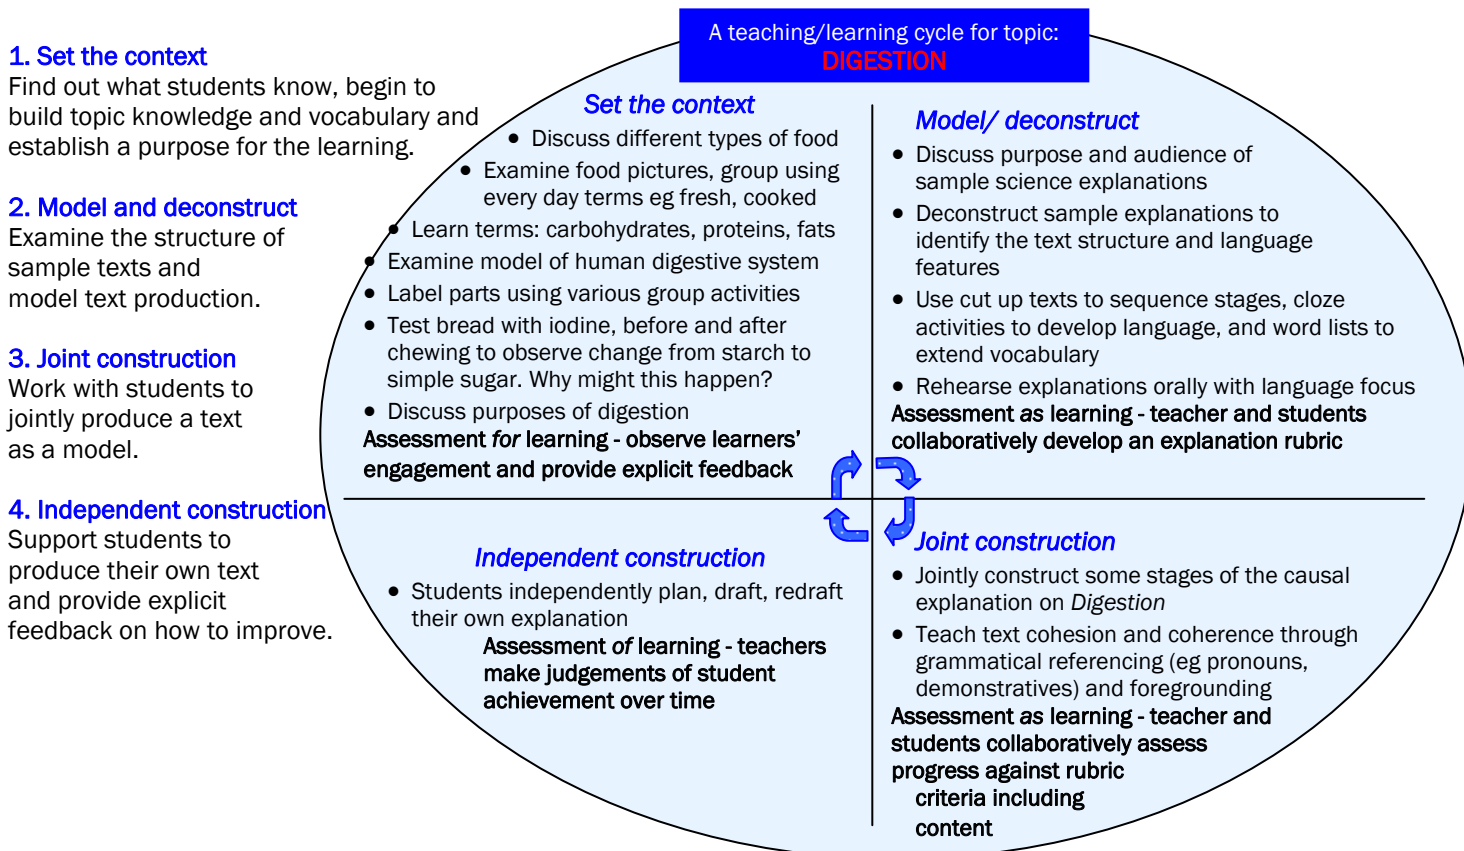 A teaching/learning cycle for topic:
DIGESTION
1. Set the context
Find out what students know, begin to
build topic knowledge and vocabulary and
establish a purpose for the learning.
2. Model and deconstruct
Examine the structure of
sample texts and
model text production.
3. Joint construction
Work with students to
jointly produce a text
as a model.
4. Independent construction
Support students to
produce their own text
and provide explicit
feedback on how to improve.
Set the context
• Discuss different types of food
• Examine food pictures, group using
every day terms eg fresh, cooked
• Learn terms: carbohydrates, proteins, fats
• Examine model of human digestive system
• Label parts using various group activities
• Test bread with iodine, before and after
chewing to observe change from starch to
simple sugar. Why might this happen?
• Discuss purposes of digestion
Assessment for learning - observe learners'
engagement and provide explicit feedback
Model/ deconstruct
• Discuss purpose and audience of
sample science explanations
• Deconstruct sample explanations to
identify the text structure and language
features
• Use cut up texts to sequence stages, cloze
activities to develop language, and word lists to
extend vocabulary
• Rehearse explanations orally with language focus
Assessment as learning - teacher and students
collaboratively develop an explanation rubric
Independent construction
• Students independently plan, draft, redraft
their own explanation
Assessment of learning - teachers
make judgements of student
achievement over time
Joint construction
• Jointly construct some stages of the causal
explanation on Digestion
• Teach text cohesion and coherence through
grammatical referencing (eg pronouns,
demonstratives) and foregrounding
Assessment as learning - teacher and
students collaboratively assess
progress against rubric
criteria including
content